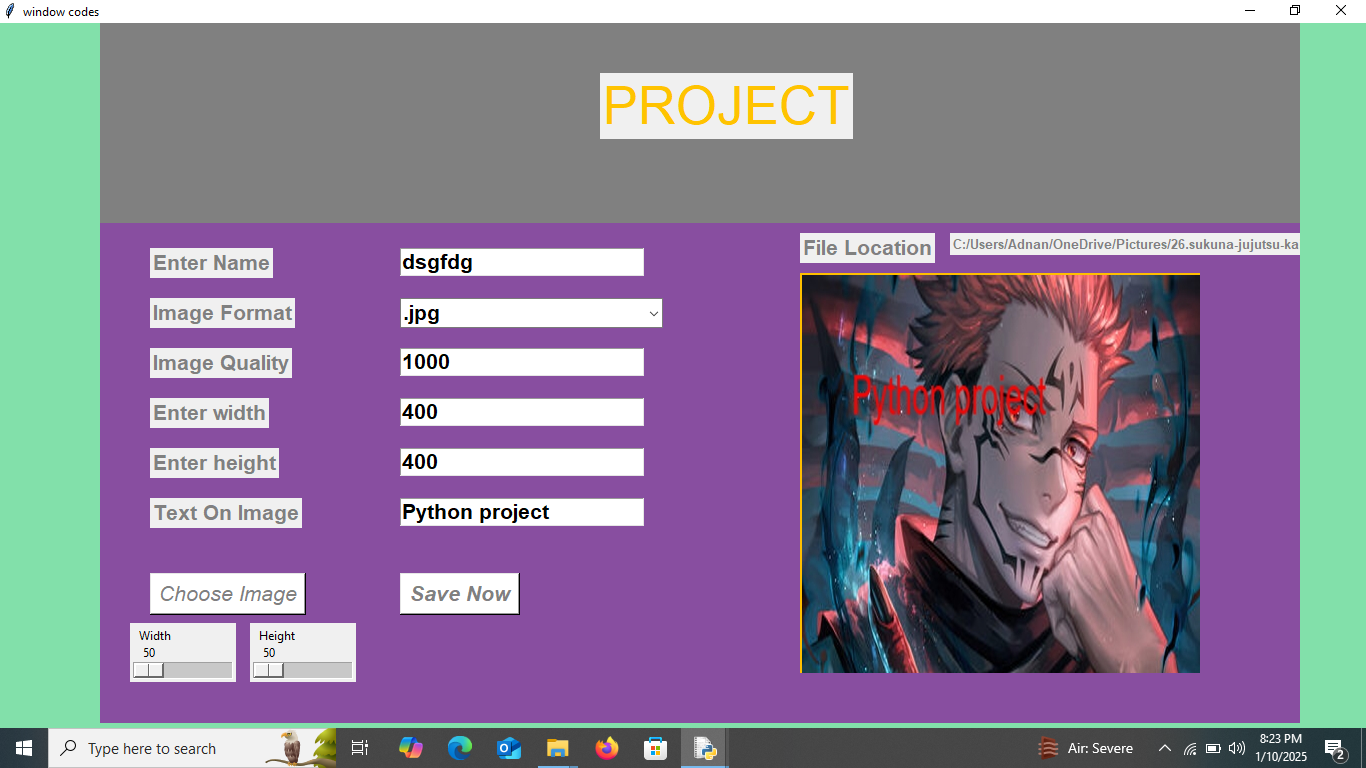 window codes
PROJECT
Enter Name
dsgfdg
File Location
C:/Users/Adnan/OneDrive/Pictures/26.sukuna-jujutsu-ka
Image Format
.jpg
Image Quality
1000
Enter width
400
Enter height
400
Text On Image
Python project
Python project
Choose Image
Save Now
Width
50
Height
50
Type here to search
Air: Severe
8:23 PM
1/10/2025
2